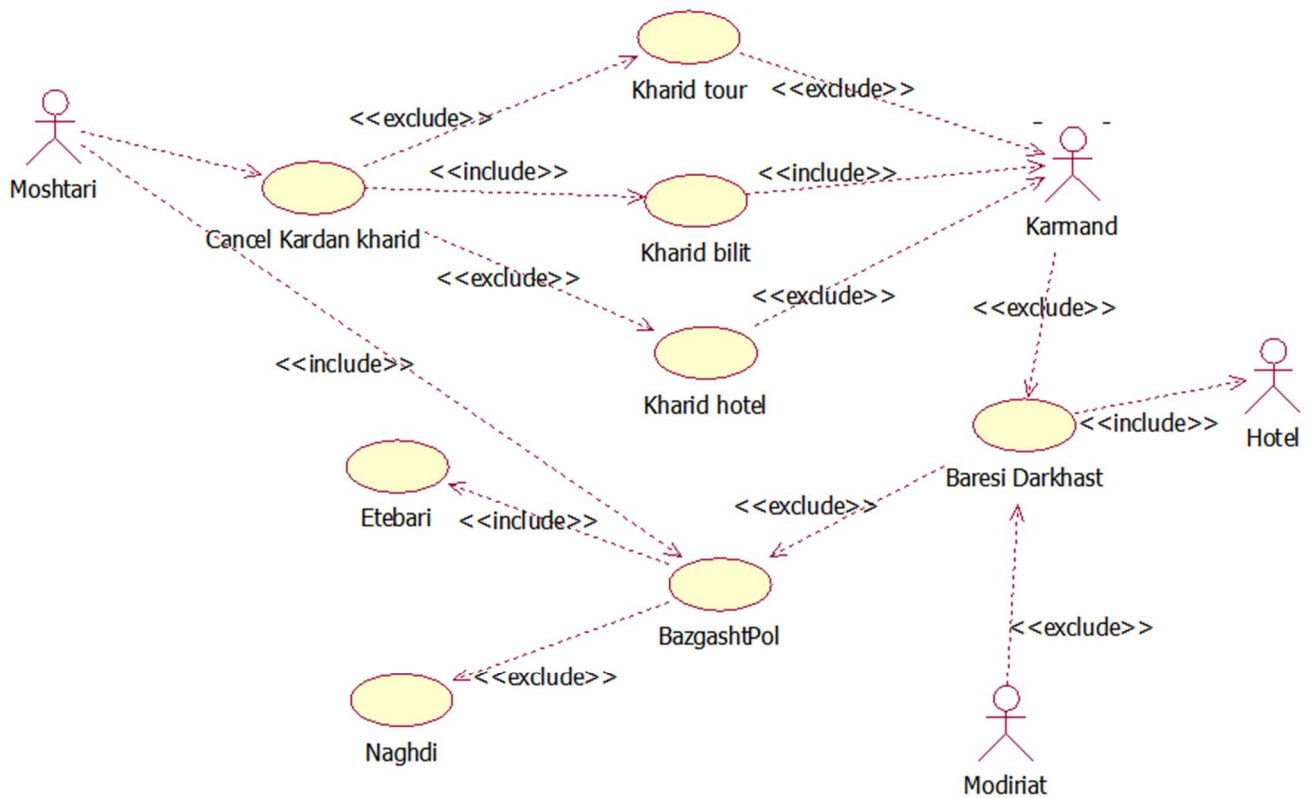 Kharid tour
<<exclude>>
<<exclude>>
Moshtari
<<include>>
<<include>>
Cancel Kardan kharid
Kharid bilit
Karmand
<<exclude>>
<<exclude>>
<<exclude>>
<<include>>
Kharid hotel
<<include>>
Hotel
Baresi Darkhast
Etebari
<<include>>
<<exclude>>
BazgashtPol
<<exclude>>
<<exclude>>
Naghdi
Modiriat